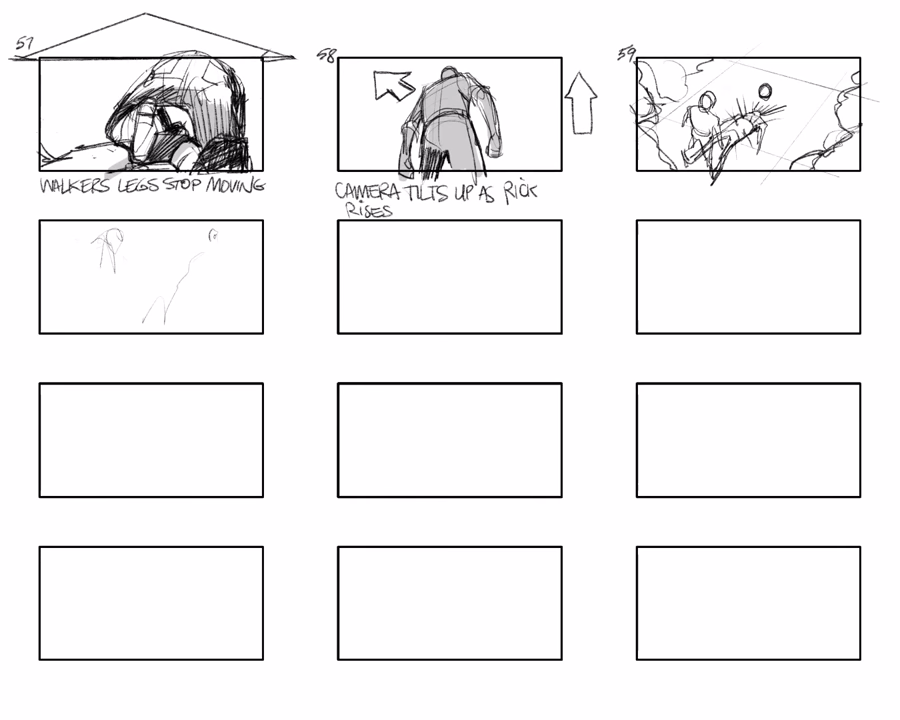 57
58
59
WALKERS LEGS STOP MOVING
CAMERA TILTS UP AS RICK
RISES